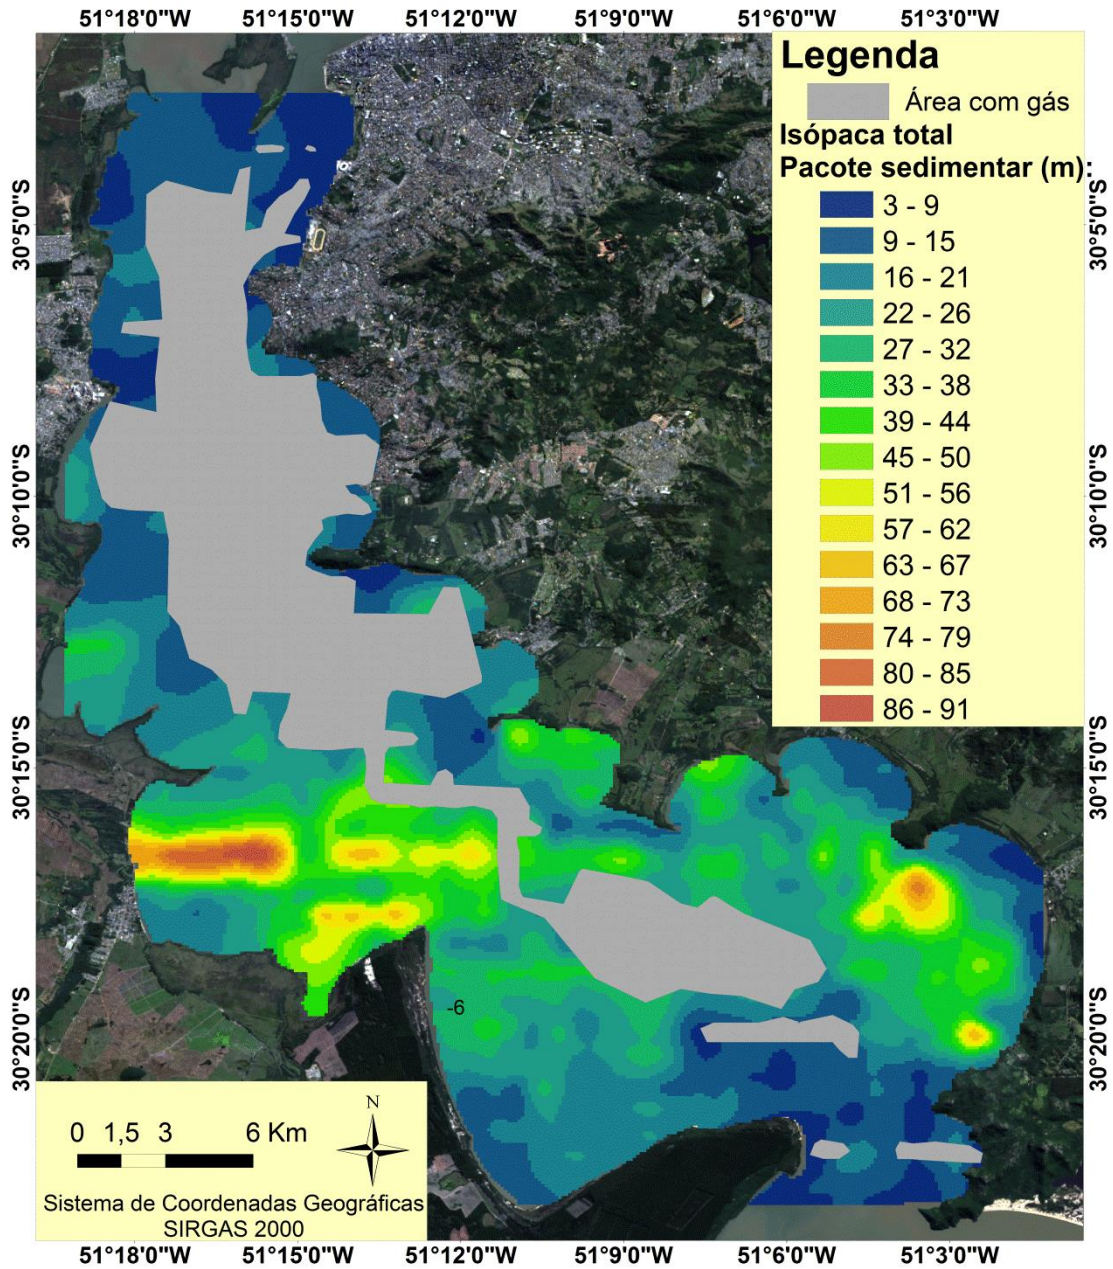 51°18'0"W 51°15'0"W 51°12'0"W 51°9'0"W 51°6'0"W 51°3'0"W
Legenda
Área com gás
Isópaca total
Pacote sedimentar (m):
3 - 9
9 - 15
16 - 21
22 - 26
27 - 32
33 - 38
39 - 44
45 - 50
51 - 56
57 - 62
63 - 67
68 - 73
74 - 79
80 - 85
86 - 91
30°5'0"S
30°10'0"S
30°15'0"S
30°20'0"S
30°5'0"S
30°10'0"S
30°15'0"S
30°20'0"S
-6
N
0 1,5 3 6 Km
Sistema de Coordenadas Geográficas
SIRGAS 2000
51°18'0"W 51°15'0"W 51°12'0"W 51°9'0"W 51°6'0"W 51°3'0"W